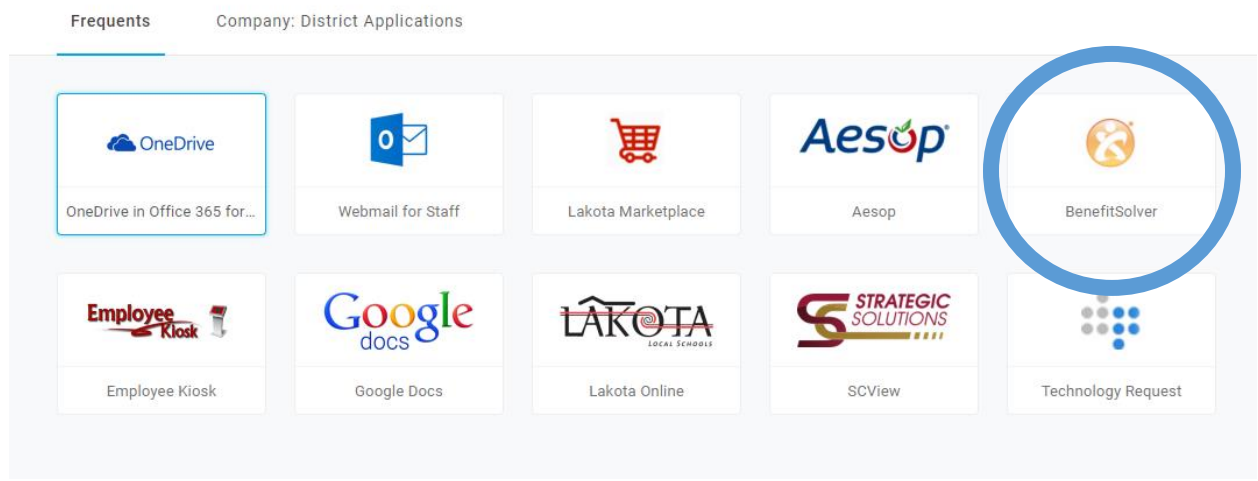 Frequents
Company: District Applications
OneDrive
OneDrive in Office 365 for...
o
Webmail for Staff
Lakota Marketplace
Aesop
Aesop
BenefitSolver
Employee
Kiosk
Employee Kiosk
Google
docs
Google Docs
LAKOTA
LOCAL SCHOOLS
Lakota Online
SC
STRATEGIC
SOLUTIONS
SCView
Technology Request